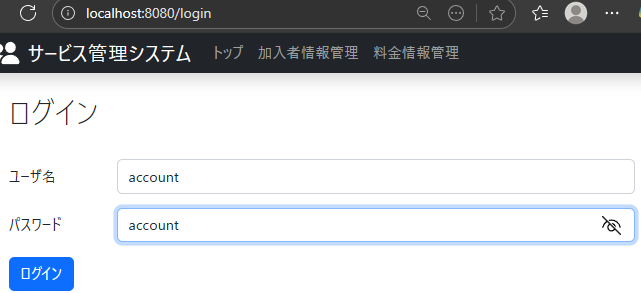 localhost:8080/login
サービス管理システム トップ 加入者情報管理 料金情報管理
ログイン
ユーザ名 account
パスワード account
ログイン